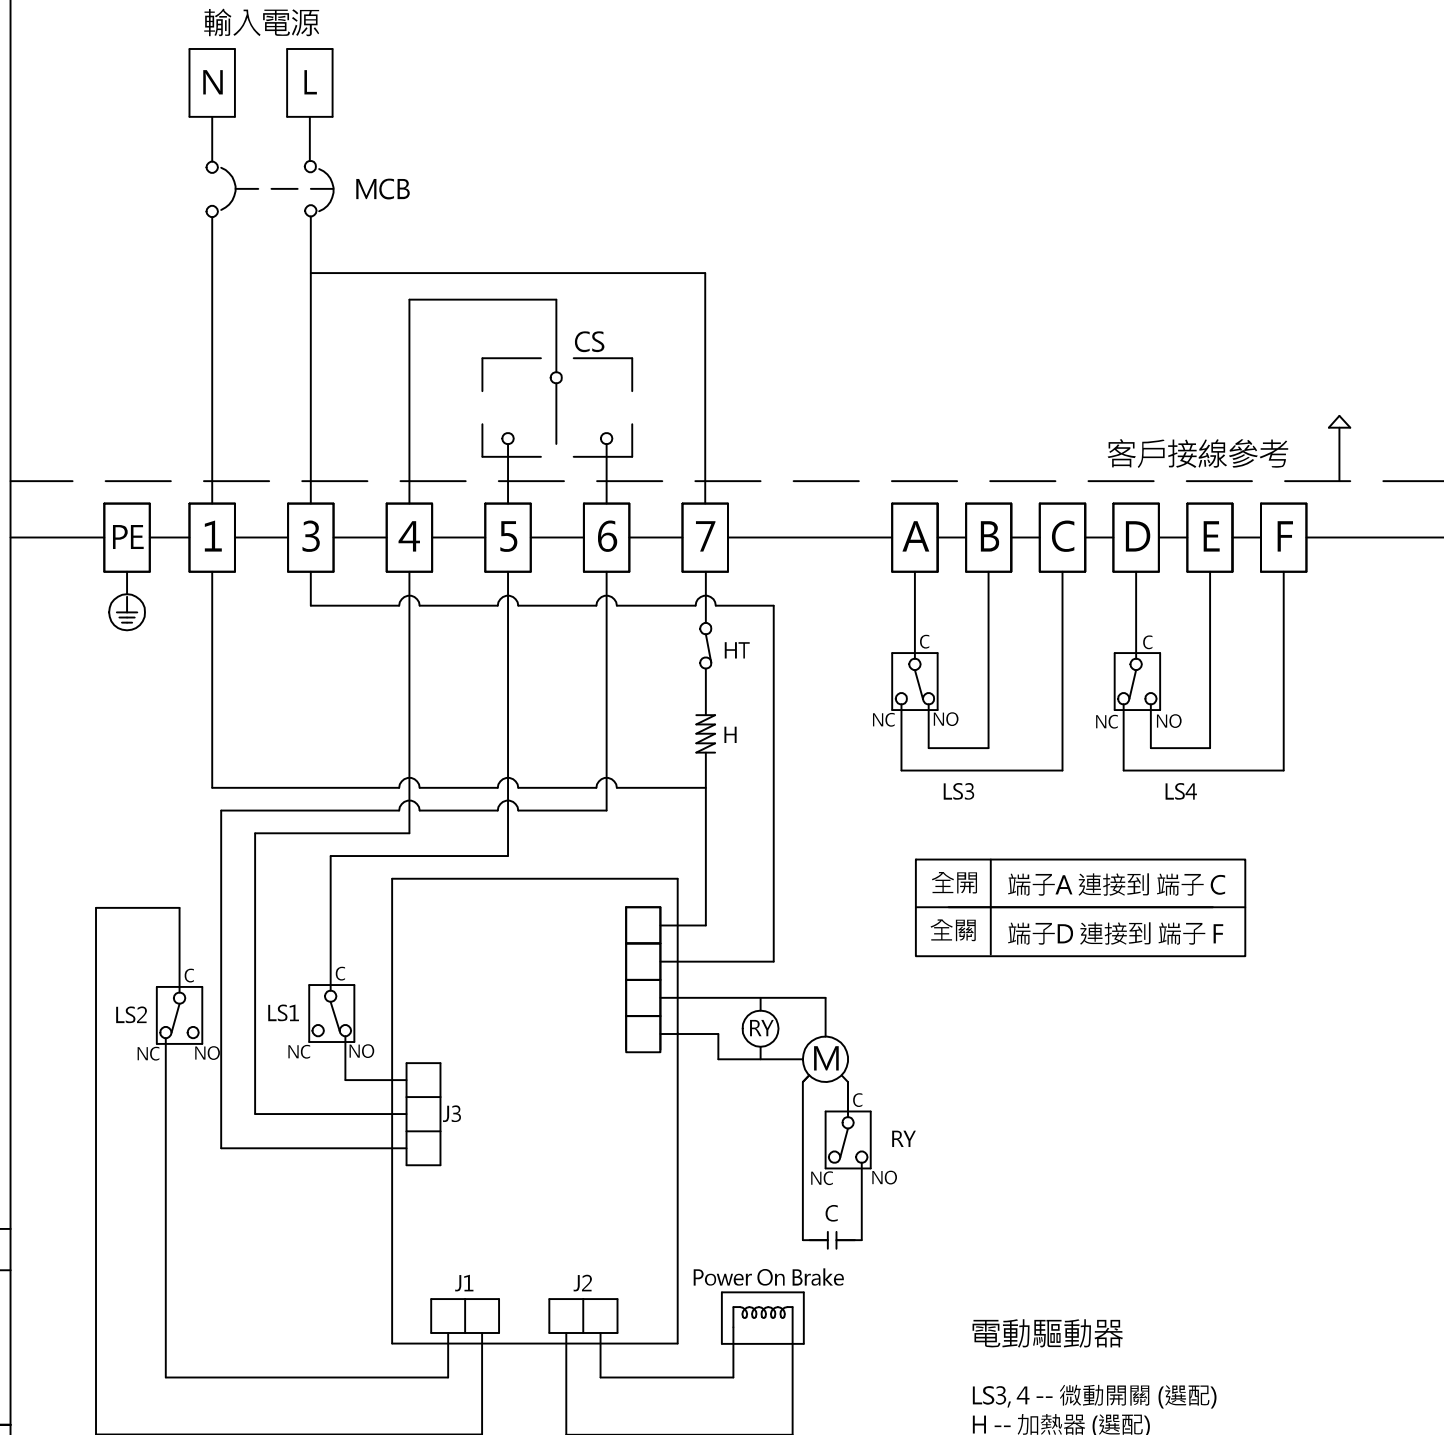 輸入電源
N L
MCB
CS
客戶接線參考
PE 1 3 4 5 6 7 A B C D E F
HT
C C
NC NO NC NO
H
LS3 LS4
全開 端子A 連接到 端子 C
全關 端子D 連接到 端子 F
C C
LS2 LS1
NC NO NC NO
RY
M
J3
C
RY
NC NO
C
J1 J2 Power On Brake
電動驅動器
LS3, 4 -- 微動開關 (選配)
H -- 加熱器 (選配)